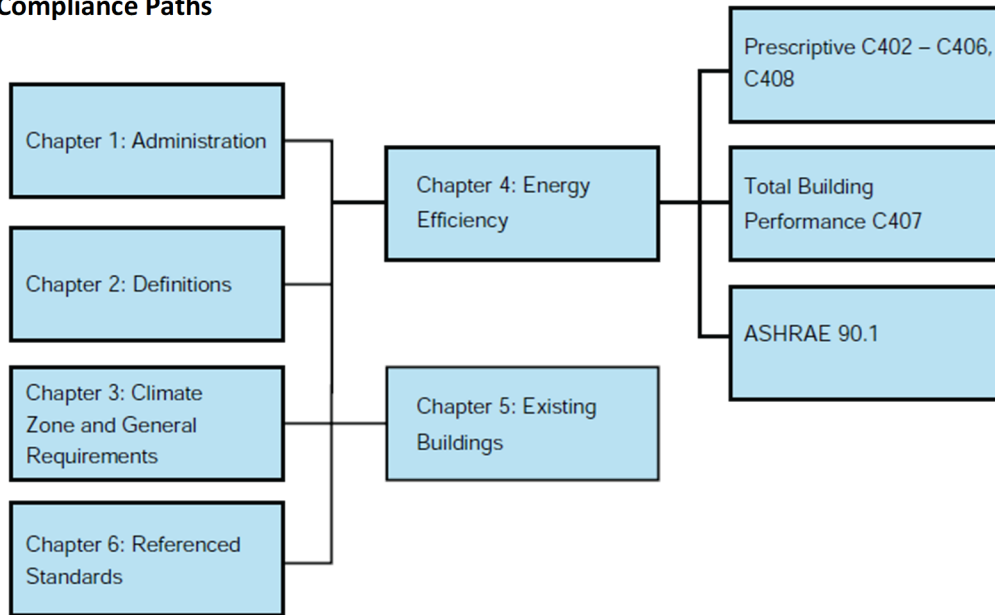 Compliance Paths
Chapter 1: Administration
Chapter 2: Definitions
Chapter 3: Climate
Zone and General
Requirements
Chapter 6: Referenced
Standards
Chapter 4: Energy
Efficiency
Chapter 5: Existing
Buildings
Prescriptive C402 – C406,
C408
Total Building
Performance C407
ASHRAE 90.1